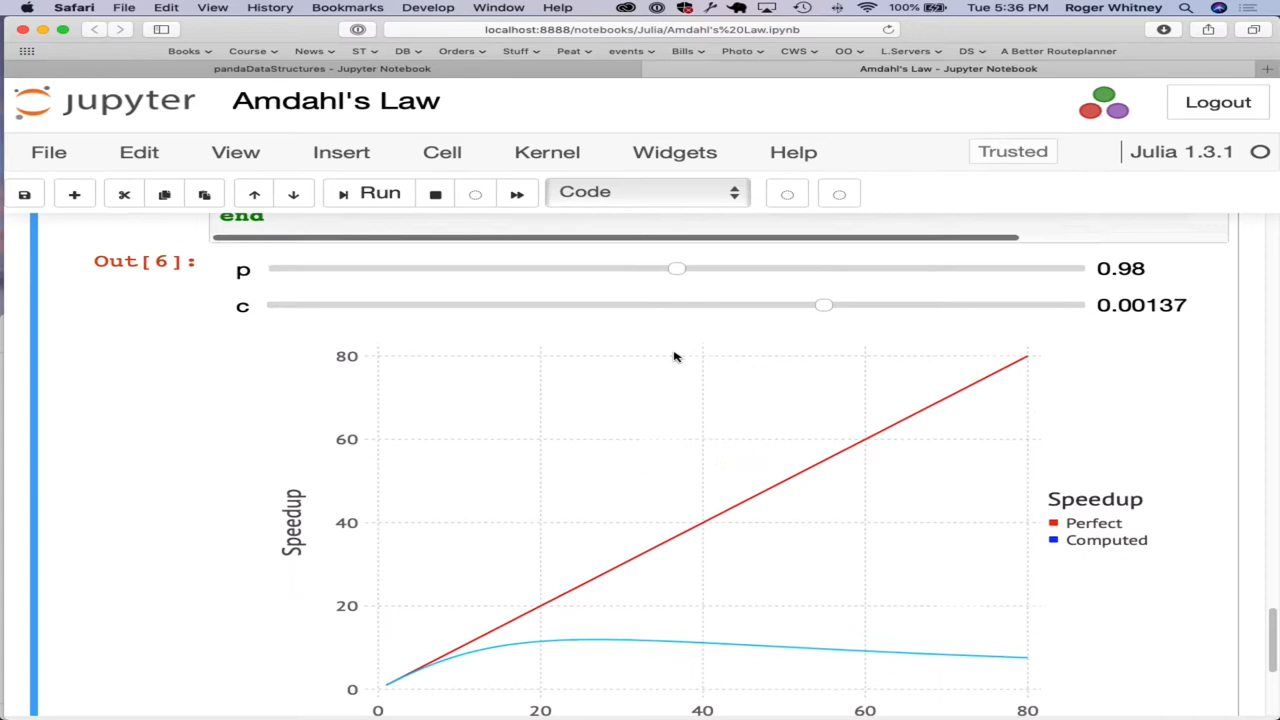 Safari File Edit View History Bookmarks Develop Window Help 100% Tue 5:36 PM Roger Whitney
localhost:8888/notebooks/Julia/Amdahl's%20Law.ipynb
Books Course News ST DB Orders Stuff Peat events Bills Photo CWS OO L.Servers DS A Better Routeplanner
pandaDataStructures - Jupyter Notebook Amdahl's Law - Jupyter Notebook
jupyter Amdahl's Law Logout
File Edit View Insert Cell Kernel Widgets Help Trusted Julia 1.3.1
Run Code
end
Out[6]:
p 0.98
c 0.00137
80
60
40
20
0
Speedup
0 20 40 60 80
Speedup
Perfect
Computed